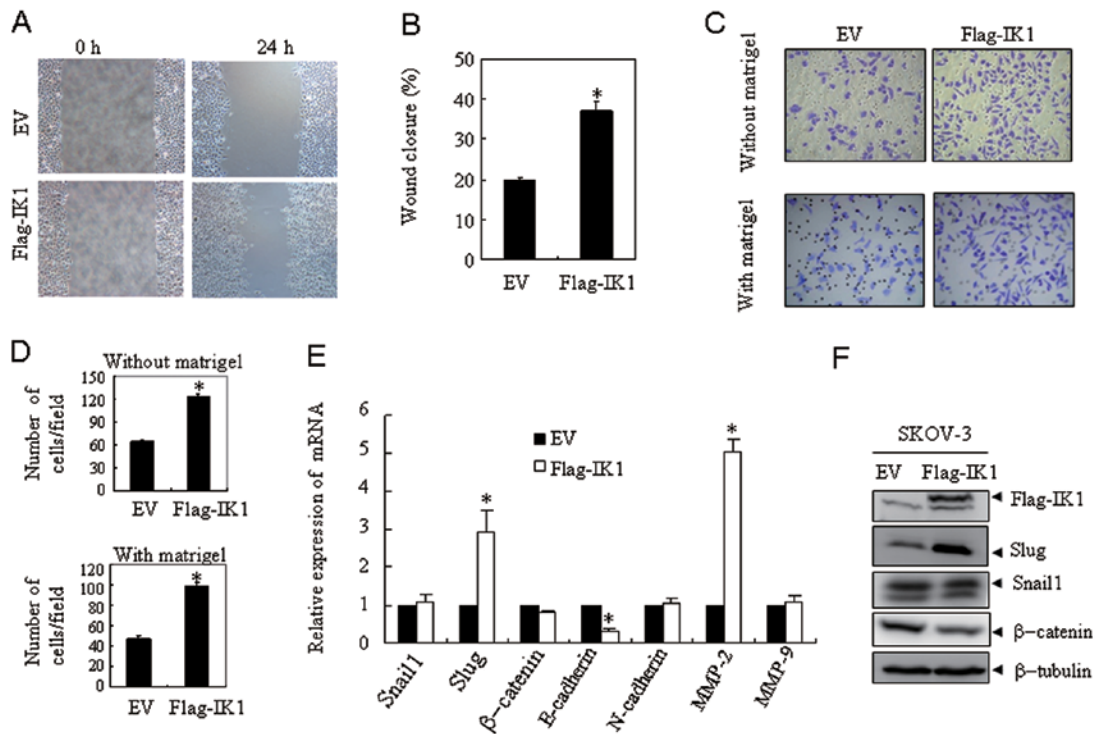 A
0 h
24 h
EV
Flag-IK1
B
Wound closure (%)
50
40
30
20
10
0
*
EV
Flag-IK1
C
EV
Flag-IK1
Without matrigel
With matrigel
D
Without matrigel
Number of
cells/field
150
120
90
60
30
0
*
EV
Flag-IK1
With matrigel
Number of
cells/field
120
100
80
60
40
20
0
*
EV
Flag-IK1
E
Relative expression of mRNA
6
5
4
3
2
1
0
EV
Flag-IK1
*
*
*
Snail1
Slug
β-catenin
E-cadherin
N-cadherin
MMP-2
MMP-9
F
SKOV-3
EV Flag-IK1
Flag-IK1
Slug
Snail1
β-catenin
β-tubulin